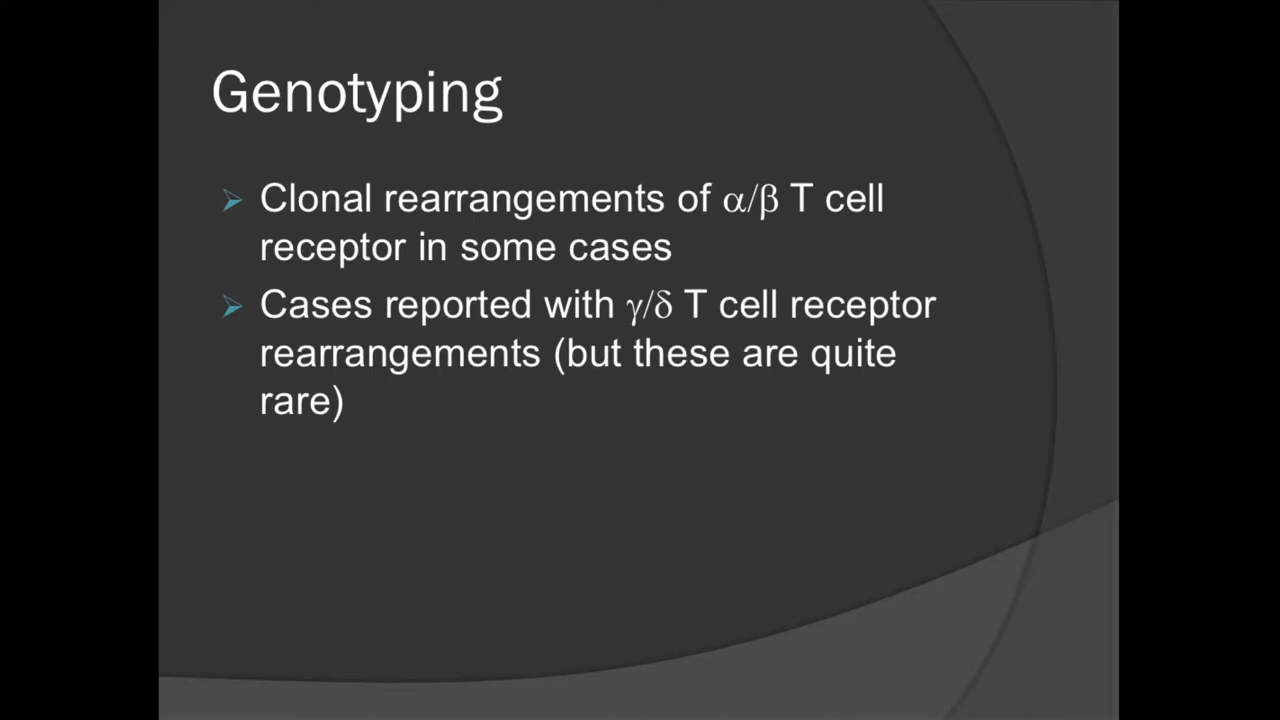 Genotyping
Clonal rearrangements of α/β T cell
receptor in some cases
Cases reported with γ/δ T cell receptor
rearrangements (but these are quite
rare)